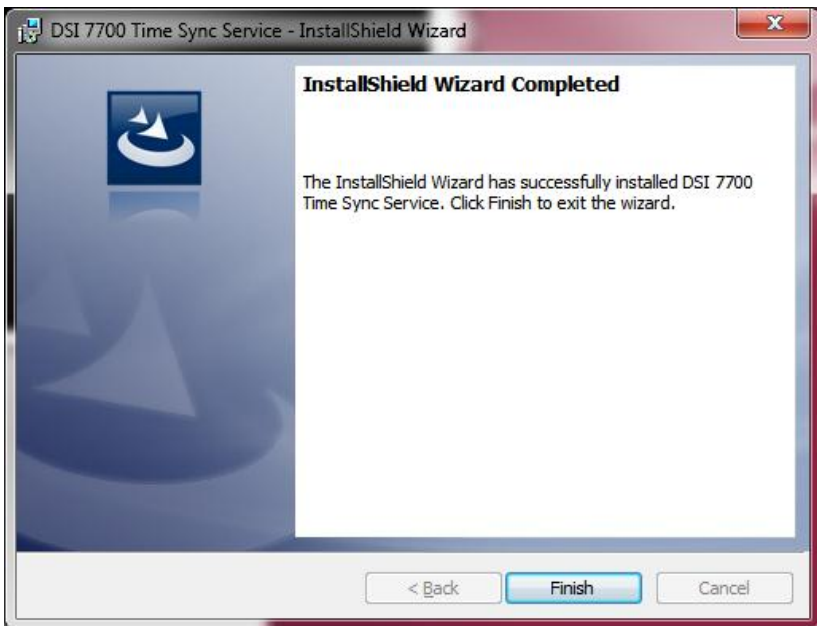 DSI 7700 Time Sync Service - InstallShield Wizard
X
InstallShield Wizard Completed
The InstallShield Wizard has successfully installed DSI 7700
Time Sync Service. Click Finish to exit the wizard.
< Back
Finish
Cancel